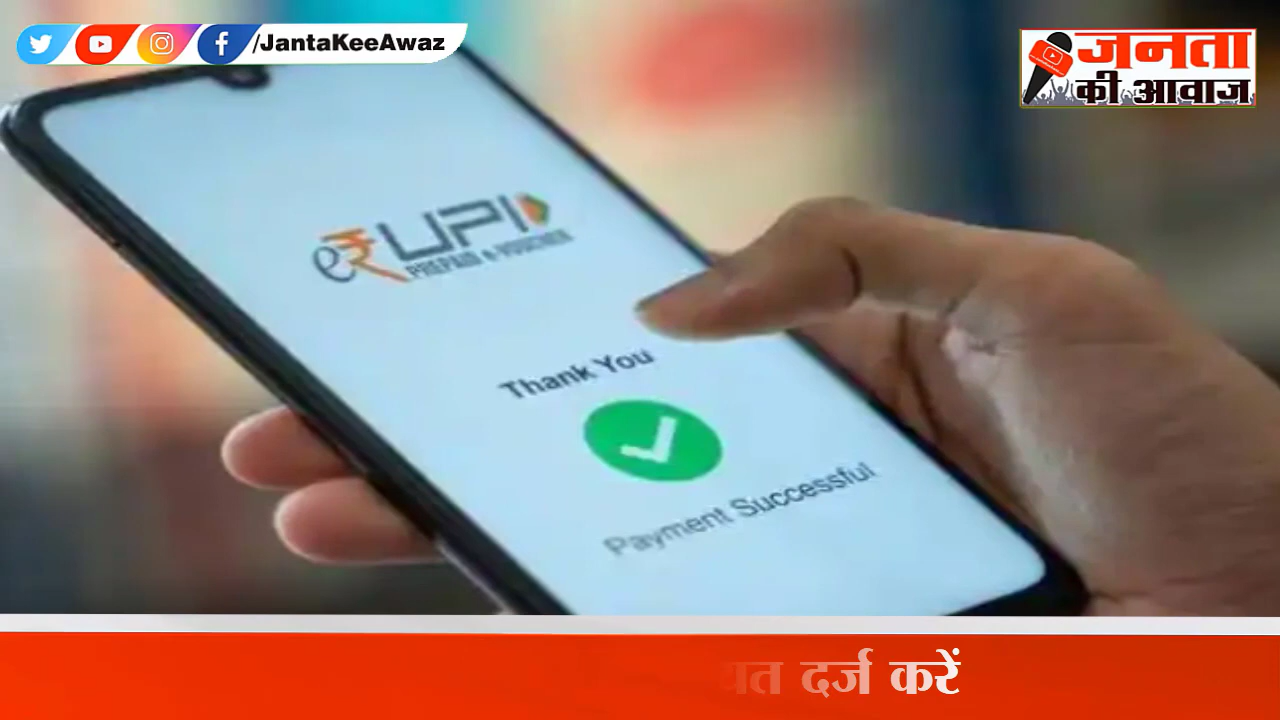 /JantaKeeAwaz
जनता
की आवाज
e₹UPI
PREPAID e-VOUCHER
Thank You
Payment Successful
दर्ज करें